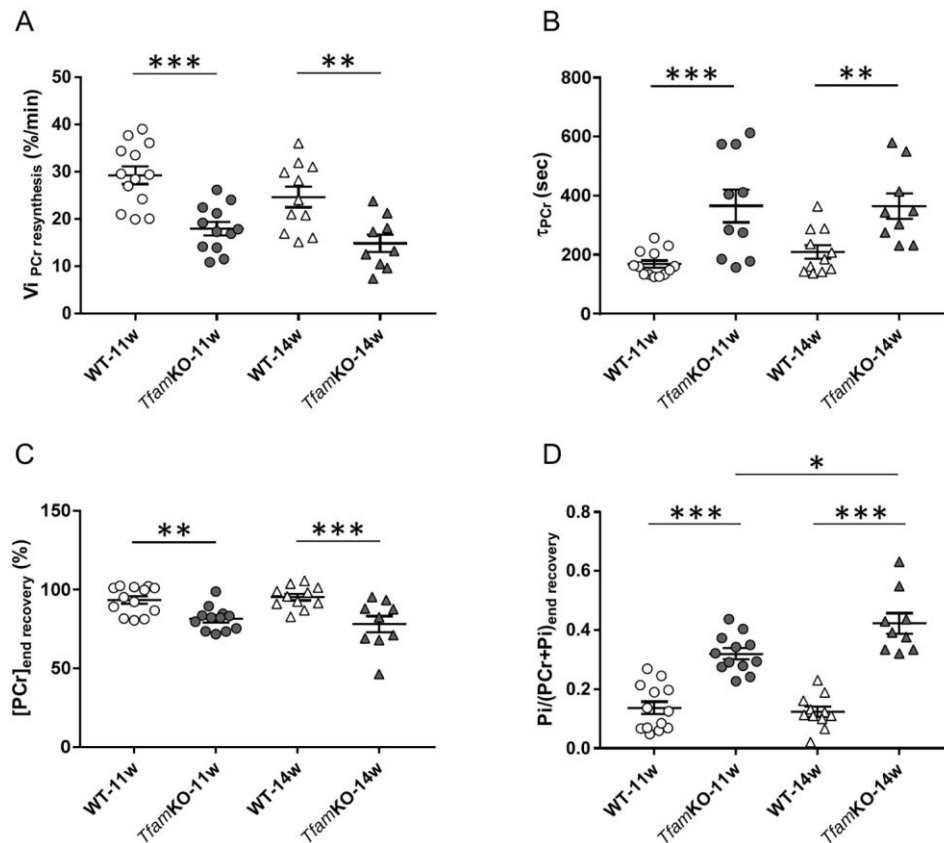 A
*** **
50
40
30
20
10
0
Vi PCr resynthesis (%/min)
WT-11w
TfamKO-11w
WT-14w
TfamKO-14w
B
*** **
800
600
400
200
0
τPCr (sec)
WT-11w
TfamKO-11w
WT-14w
TfamKO-14w
C
** ***
150
100
50
0
[PCr]end recovery (%)
WT-11w
TfamKO-11w
WT-14w
TfamKO-14w
D
*
*** ***
0.8
0.6
0.4
0.2
0.0
Pi/(PCr+Pi)end recovery
WT-11w
TfamKO-11w
WT-14w
TfamKO-14w